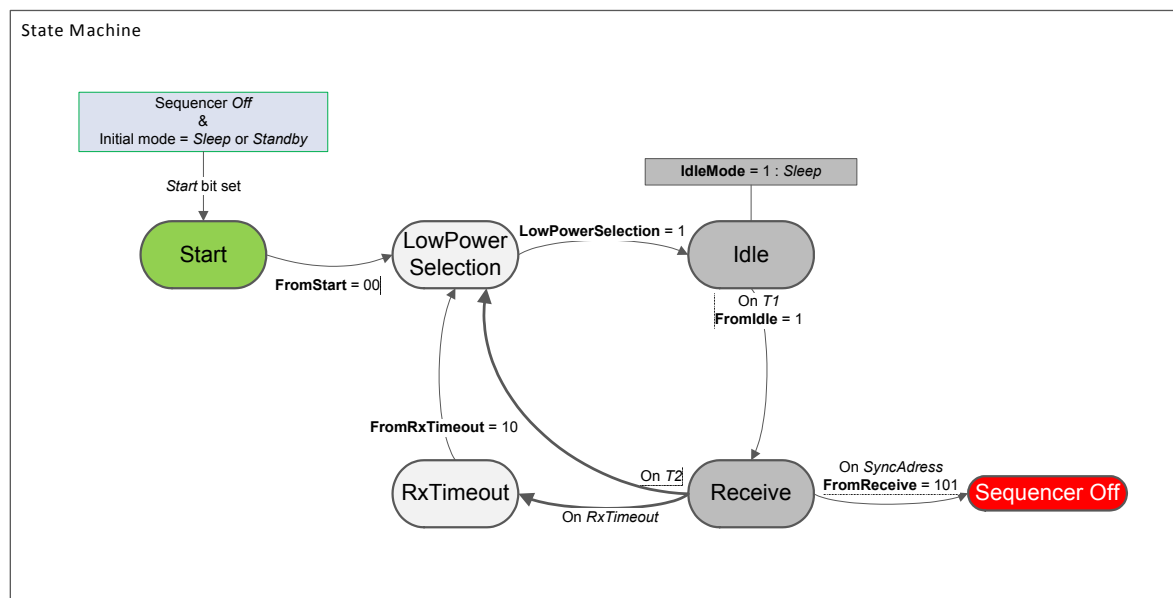 State Machine
Sequencer Off
&
Initial mode = Sleep or Standby
Start bit set
IdleMode = 1 : Sleep
Start
FromStart = 00
LowPower
Selection
LowPowerSelection = 1
Idle
On T1
FromIdle = 1
FromRxTimeout = 10
RxTimeout
On T2
On RxTimeout
Receive
On SyncAdress
FromReceive = 101
Sequencer Off